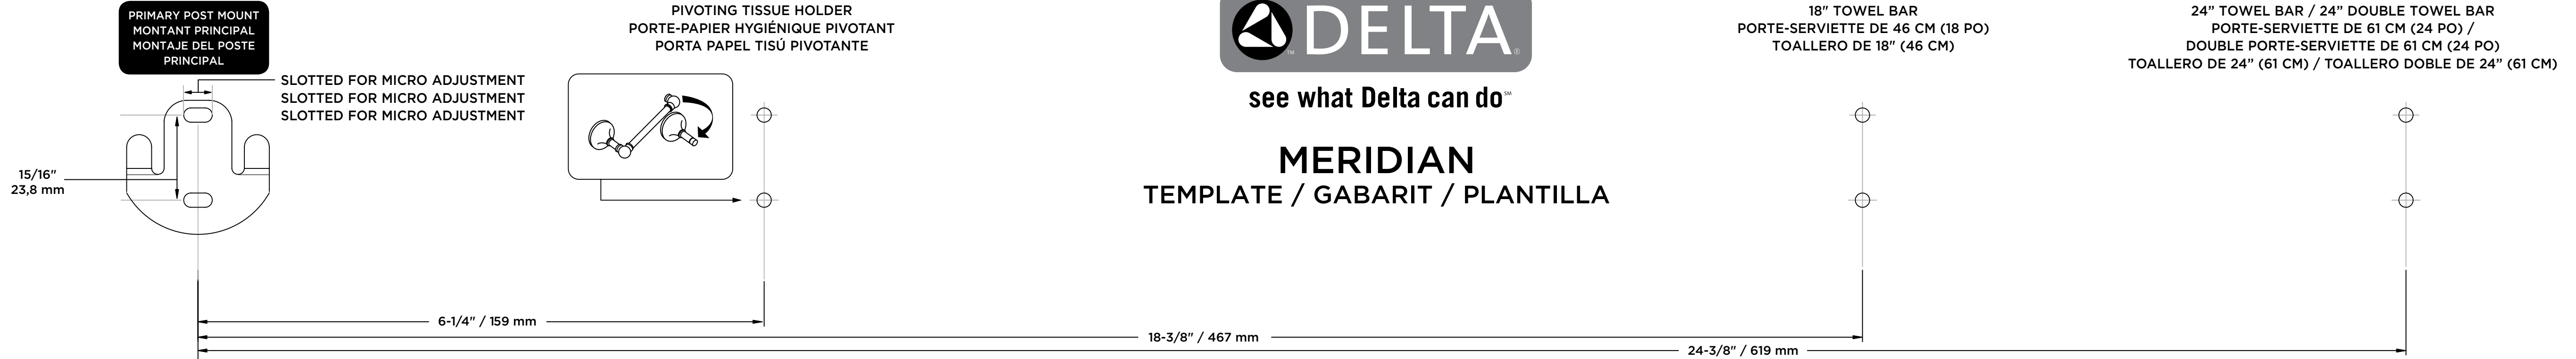 PRIMARY POST MOUNT
MONTANT PRINCIPAL
MONTAJE DEL POSTE
PRINCIPAL
SLOTTED FOR MICRO ADJUSTMENT
SLOTTED FOR MICRO ADJUSTMENT
SLOTTED FOR MICRO ADJUSTMENT
15/16"
23,8 mm
PIVOTING TISSUE HOLDER
PORTE-PAPIER HYGIÉNIQUE PIVOTANT
PORTA PAPEL TISÚ PIVOTANTE
™ DELTA®
see what Delta can do℠
MERIDIAN
TEMPLATE / GABARIT / PLANTILLA
18" TOWEL BAR
PORTE-SERVIETTE DE 46 CM (18 PO)
TOALLERO DE 18" (46 CM)
24” TOWEL BAR / 24” DOUBLE TOWEL BAR
PORTE-SERVIETTE DE 61 CM (24 PO) /
DOUBLE PORTE-SERVIETTE DE 61 CM (24 PO)
TOALLERO DE 24” (61 CM) / TOALLERO DOBLE DE 24” (61 CM)
6-1/4" / 159 mm
18-3/8" / 467 mm
24-3/8" / 619 mm